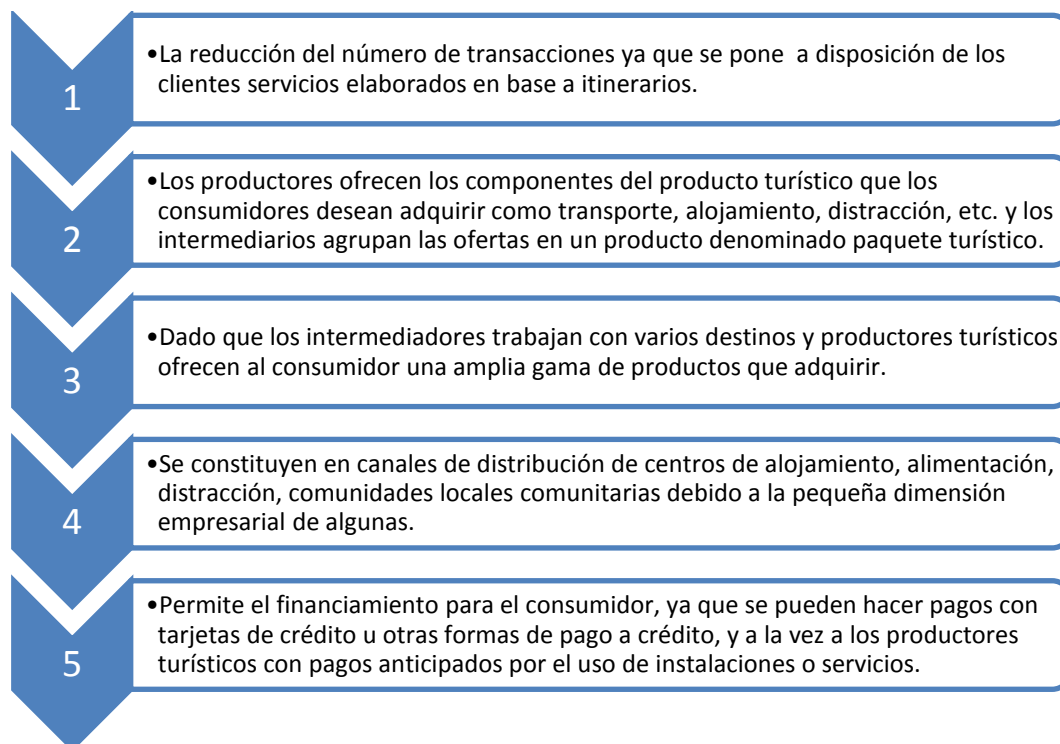 1
•La reducción del número de transacciones ya que se pone  a disposición de los
clientes servicios elaborados en base a itinerarios.
2
•Los productores ofrecen los componentes del producto turístico que los
consumidores desean adquirir como transporte, alojamiento, distracción, etc. y los
intermediarios agrupan las ofertas en un producto denominado paquete turístico.
3
•Dado que los intermediadores trabajan con varios destinos y productores turísticos
ofrecen al consumidor una amplia gama de productos que adquirir.
4
•Se constituyen en canales de distribución de centros de alojamiento, alimentación,
distracción, comunidades locales comunitarias debido a la pequeña dimensión
empresarial de algunas.
5
•Permite el financiamiento para el consumidor, ya que se pueden hacer pagos con
tarjetas de crédito u otras formas de pago a crédito, y a la vez a los productores
turísticos con pagos anticipados por el uso de instalaciones o servicios.